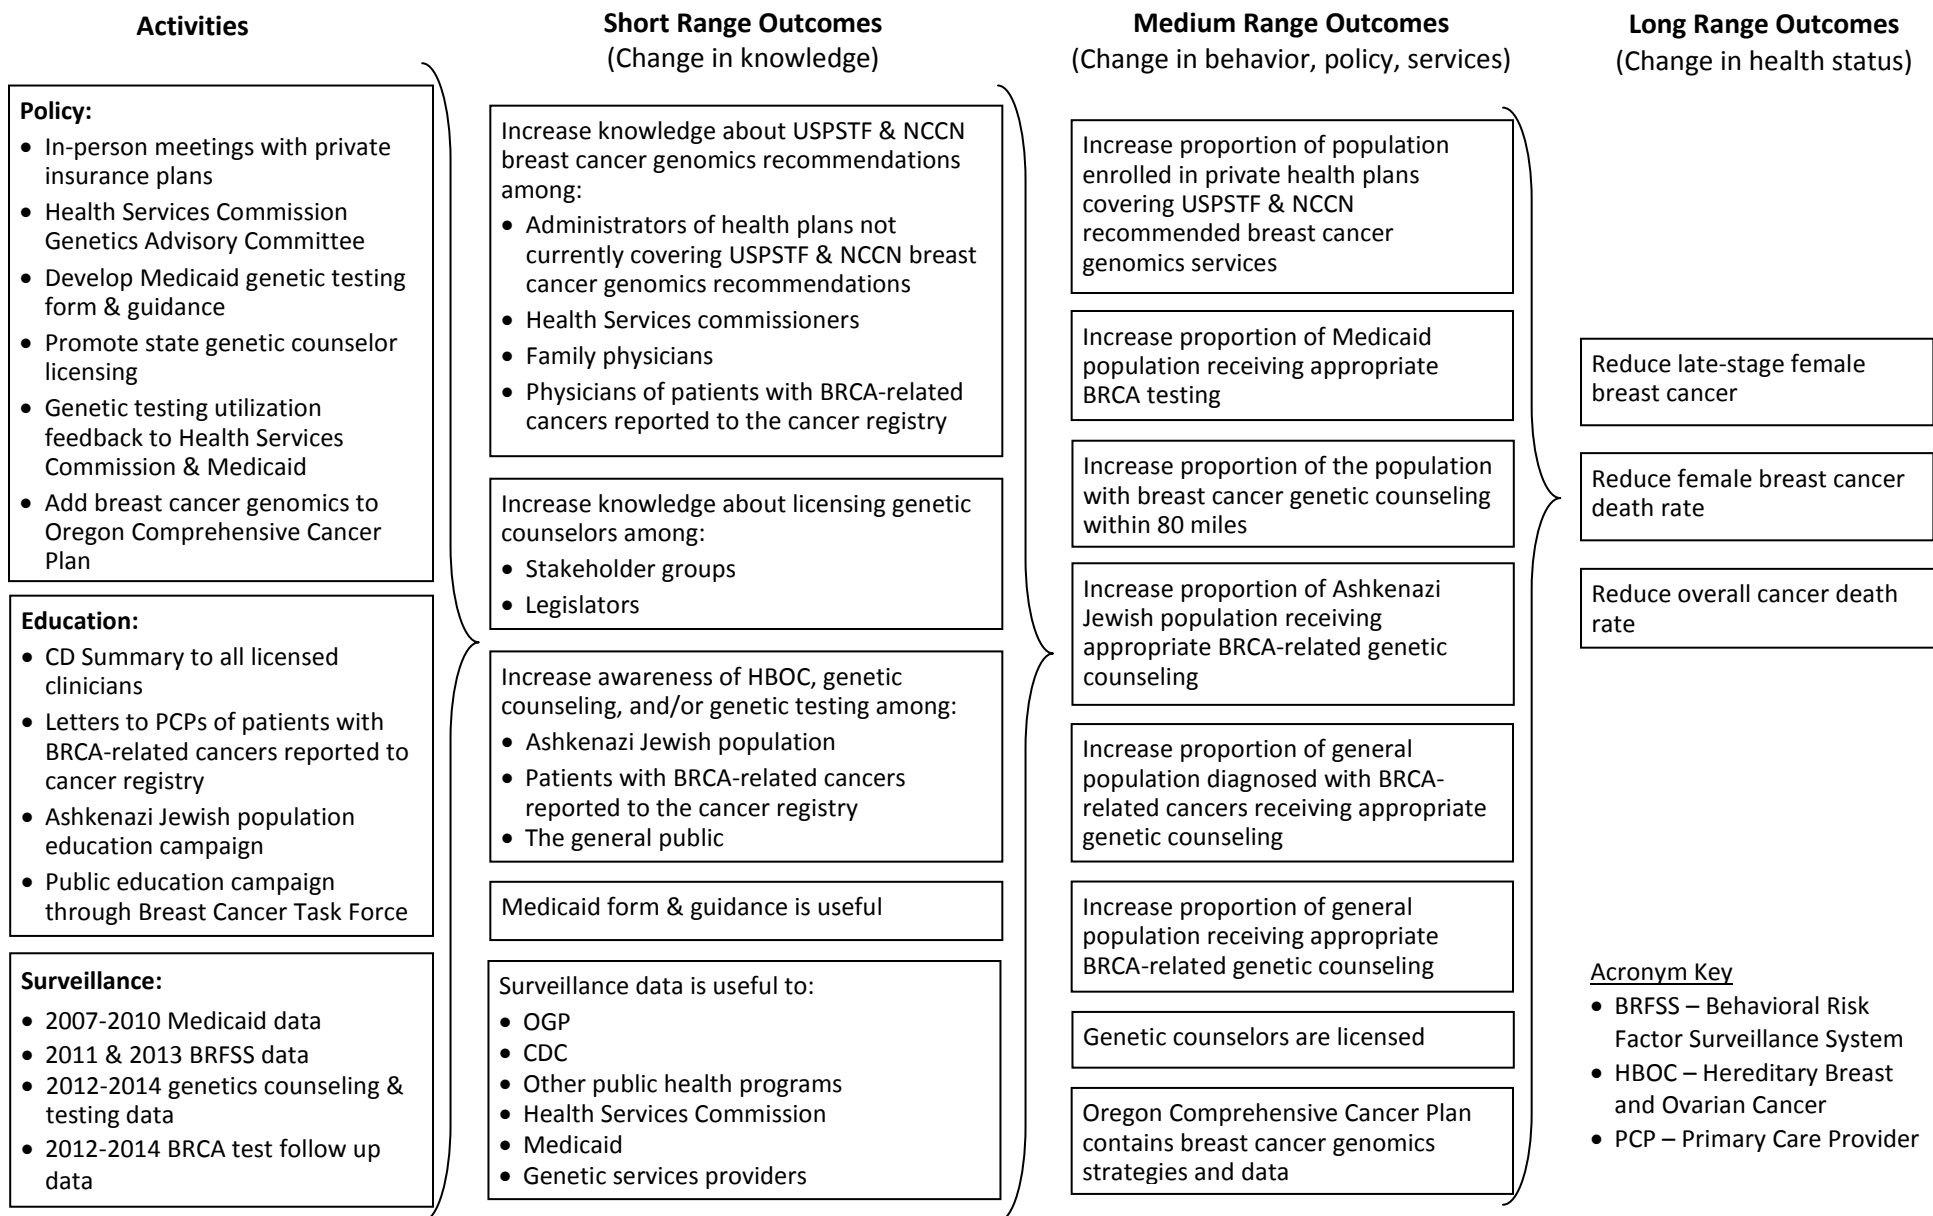 Activities
Policy:
• In-person meetings with private
insurance plans
• Health Services Commission
Genetics Advisory Committee
• Develop Medicaid genetic testing
form & guidance
• Promote state genetic counselor
licensing
• Genetic testing utilization
feedback to Health Services
Commission & Medicaid
• Add breast cancer genomics to
Oregon Comprehensive Cancer
Plan
Education:
• CD Summary to all licensed
clinicians
• Letters to PCPs of patients with
BRCA-related cancers reported to
cancer registry
• Ashkenazi Jewish population
education campaign
• Public education campaign
through Breast Cancer Task Force
Surveillance:
• 2007-2010 Medicaid data
• 2011 & 2013 BRFSS data
• 2012-2014 genetics counseling &
testing data
• 2012-2014 BRCA test follow up
data
Short Range Outcomes
(Change in knowledge)
Increase knowledge about USPSTF & NCCN
breast cancer genomics recommendations
among:
• Administrators of health plans not
currently covering USPSTF & NCCN breast
cancer genomics recommendations
• Health Services commissioners
• Family physicians
• Physicians of patients with BRCA-related
cancers reported to the cancer registry
Increase knowledge about licensing genetic
counselors among:
• Stakeholder groups
• Legislators
Increase awareness of HBOC, genetic
counseling, and/or genetic testing among:
• Ashkenazi Jewish population
• Patients with BRCA-related cancers
reported to the cancer registry
• The general public
Medicaid form & guidance is useful
Surveillance data is useful to:
• OGP
• CDC
• Other public health programs
• Health Services Commission
• Medicaid
• Genetic services providers
Medium Range Outcomes
(Change in behavior, policy, services)
Increase proportion of population
enrolled in private health plans
covering USPSTF & NCCN
recommended breast cancer
genomics services
Increase proportion of Medicaid
population receiving appropriate
BRCA testing
Increase proportion of the population
with breast cancer genetic counseling
within 80 miles
Increase proportion of Ashkenazi
Jewish population receiving
appropriate BRCA-related genetic
counseling
Increase proportion of general
population diagnosed with BRCA-
related cancers receiving appropriate
genetic counseling
Increase proportion of general
population receiving appropriate
BRCA-related genetic counseling
Genetic counselors are licensed
Oregon Comprehensive Cancer Plan
contains breast cancer genomics
strategies and data
Long Range Outcomes
(Change in health status)
Reduce late-stage female
breast cancer
Reduce female breast cancer
death rate
Reduce overall cancer death
rate
Acronym Key
• BRFSS – Behavioral Risk
Factor Surveillance System
• HBOC – Hereditary Breast
and Ovarian Cancer
• PCP – Primary Care Provider